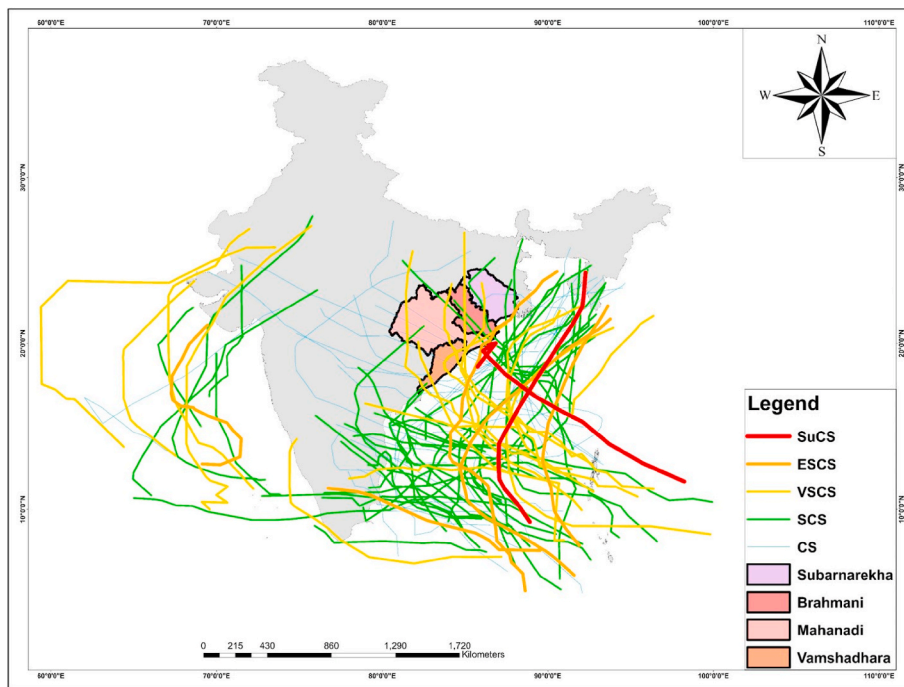 60°0'0"E 70°0'0"E 80°0'0"E 90°0'0"E 100°0'0"E 110°0'0"E
N
W E
S
30°0'0"N 30°0'0"N
20°0'0"N 20°0'0"N
10°0'0"N 10°0'0"N
Legend
SuCS
ESCS
VSCS
SCS
CS
Subarnarekha
Brahmani
Mahanadi
Vamshadhara
0 215 430 860 1,290 1,720
Kilometers
60°0'0"E 70°0'0"E 80°0'0"E 90°0'0"E 100°0'0"E 110°0'0"E